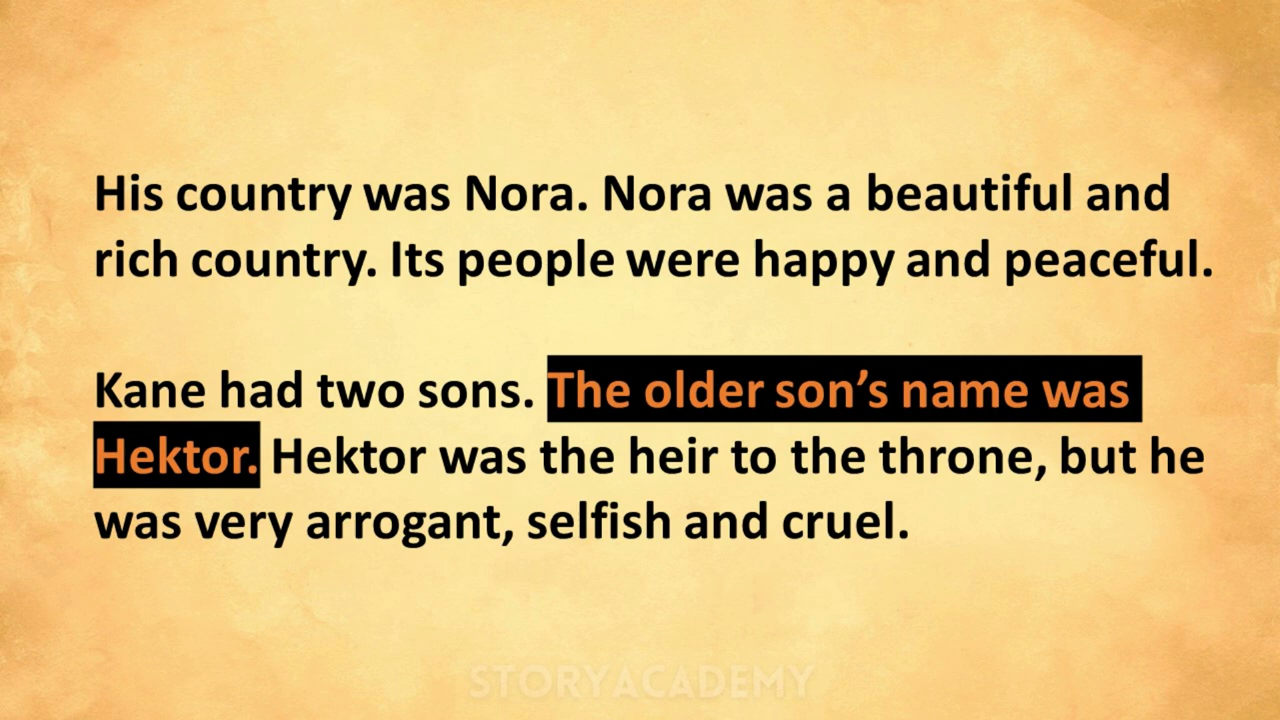 His country was Nora. Nora was a beautiful and
rich country. Its people were happy and peaceful.
Kane had two sons. The older son’s name was
Hektor. Hektor was the heir to the throne, but he
was very arrogant, selfish and cruel.
STORYACADEMY